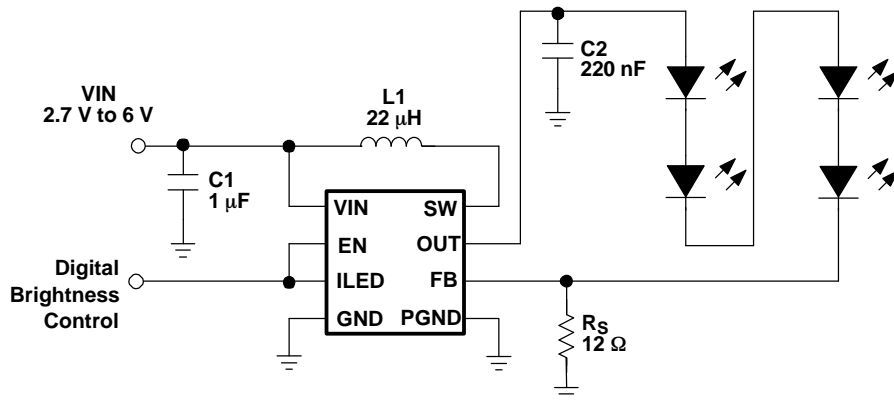 C2
220 nF
VIN
2.7 V to 6 V
L1
22 μH
C1
1 μF
VIN
SW
EN
OUT
ILED
FB
GND
PGND
Digital
Brightness
Control
RS
12 Ω